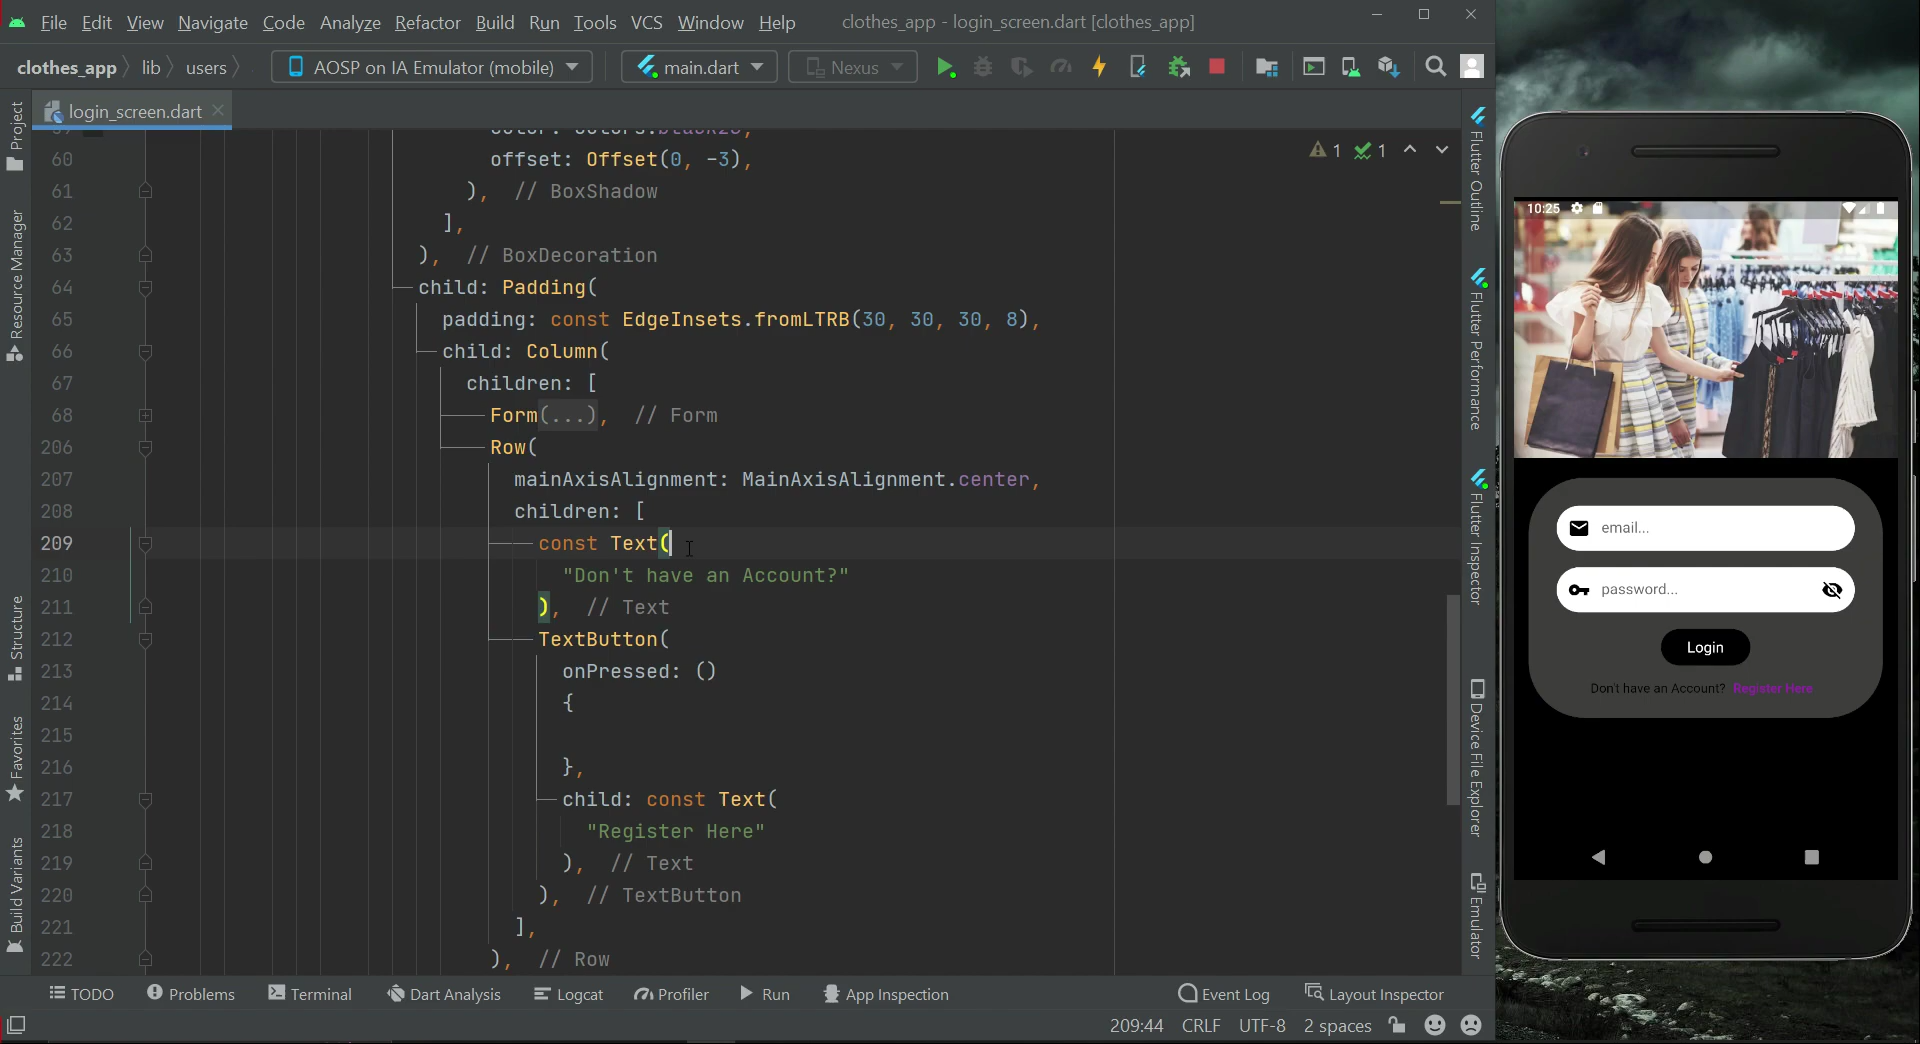 File Edit View Navigate Code Analyze Refactor Build Run Tools VCS Window Help clothes_app - login_screen.dart [clothes_app]
clothes_app lib users AOSP on IA Emulator (mobile) main.dart Nexus
login_screen.dart
60 offset: Offset(0, -3),
61 ), // BoxShadow
62 ],
63 ), // BoxDecoration
64 child: Padding(
65 padding: const EdgeInsets.fromLTRB(30, 30, 30, 8),
66 child: Column(
67 children: [
68 Form(...), // Form
206 Row(
207 mainAxisAlignment: MainAxisAlignment.center,
208 children: [
209 const Text(
210 "Don't have an Account?"
211 ), // Text
212 TextButton(
213 onPressed: ()
214 {
215
216 },
217 child: const Text(
218 "Register Here"
219 ), // Text
220 ), // TextButton
221 ],
222 ), // Row
1 1
Project
Resource Manager
Structure
Favorites
Build Variants
Flutter Outline
Flutter Performance
Flutter Inspector
Device File Explorer
Emulator
TODO Problems Terminal Dart Analysis Logcat Profiler Run App Inspection Event Log Layout Inspector
209:44 CRLF UTF-8 2 spaces
10:25
email...
password...
Login
Don't have an Account? Register Here